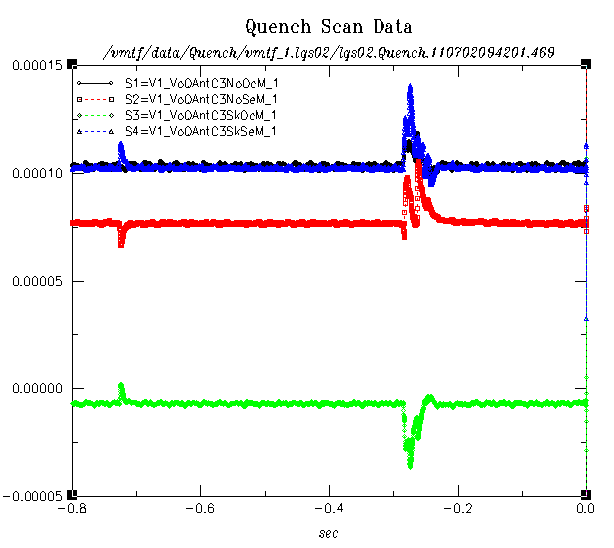 Quench Scan Data
/vmtf/data/Quench/vmtf_1.lqs02/lqs02.Quench.110702094201.469
0.00015
S1=V1_VoQAntC3NoOcM_1
S2=V1_VoQAntC3NoSeM_1
S3=V1_VoQAntC3SkOcM_1
S4=V1_VoQAntC3SkSeM_1
0.00010
0.00005
0.00000
-0.00005
-0.8 -0.6 -0.4 -0.2 0.0
sec